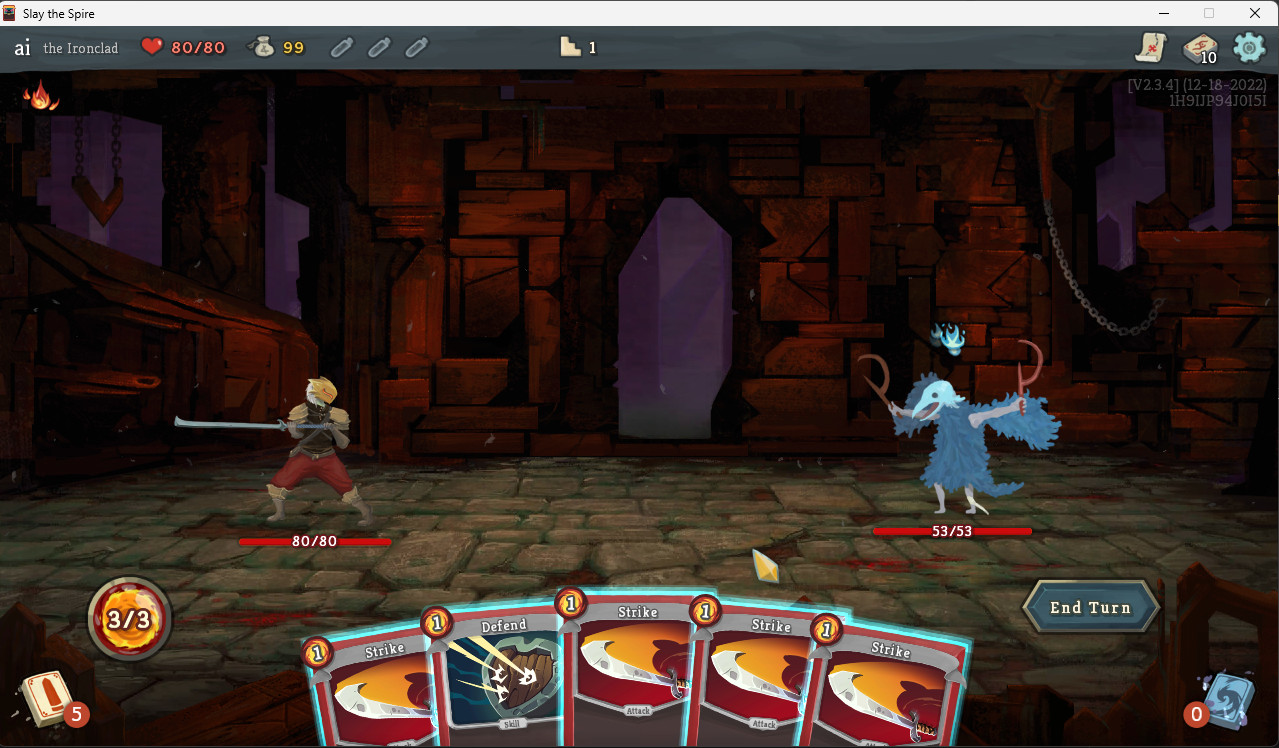 Slay the Spire
ai the Ironclad 80/80 99 1 10
[V2.3.4] (12-18-2022)
1H9IJP94J0I5I
80/80
53/53
3/3
End Turn
1 Strike
1 Defend
Skill
1 Strike
Attack
1 Strike
Attack
1 Strike
5
0